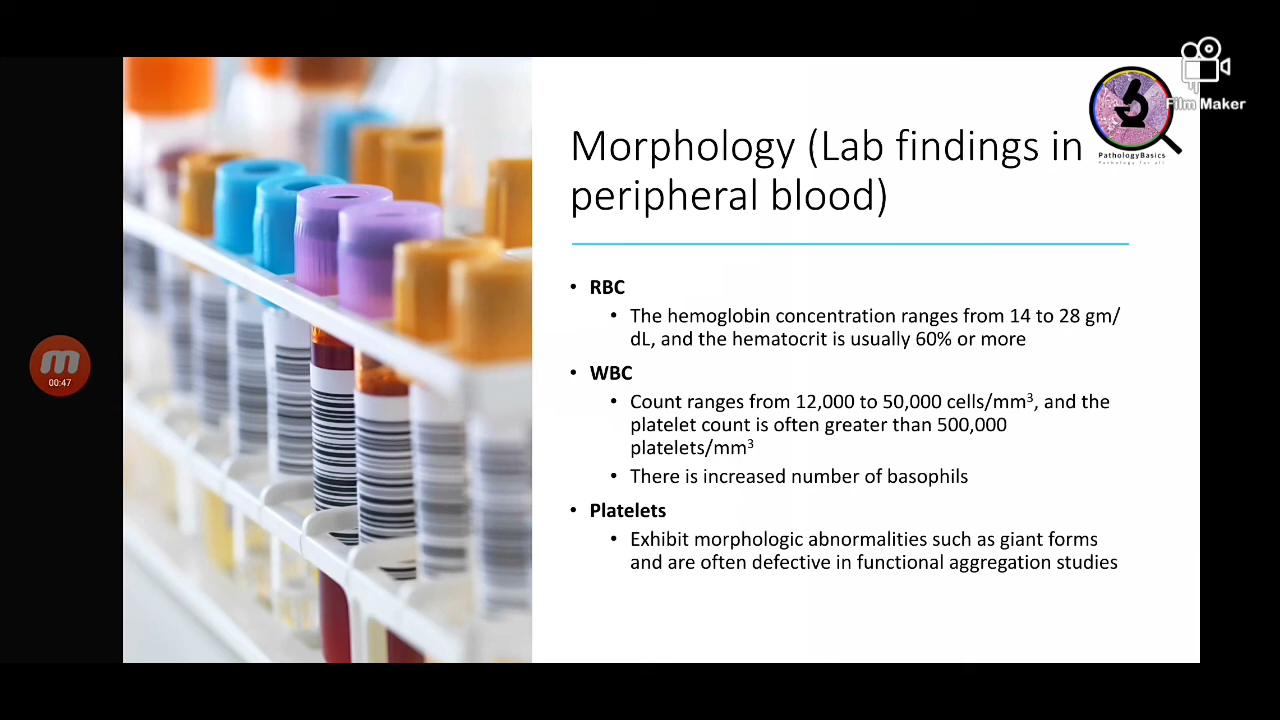 Film Maker
PathologyBasics
Pathology for all
Morphology (Lab findings in
peripheral blood)
• RBC
• The hemoglobin concentration ranges from 14 to 28 gm/
dL, and the hematocrit is usually 60% or more
• WBC
• Count ranges from 12,000 to 50,000 cells/mm³, and the
platelet count is often greater than 500,000
platelets/mm³
• There is increased number of basophils
• Platelets
• Exhibit morphologic abnormalities such as giant forms
and are often defective in functional aggregation studies
00:47